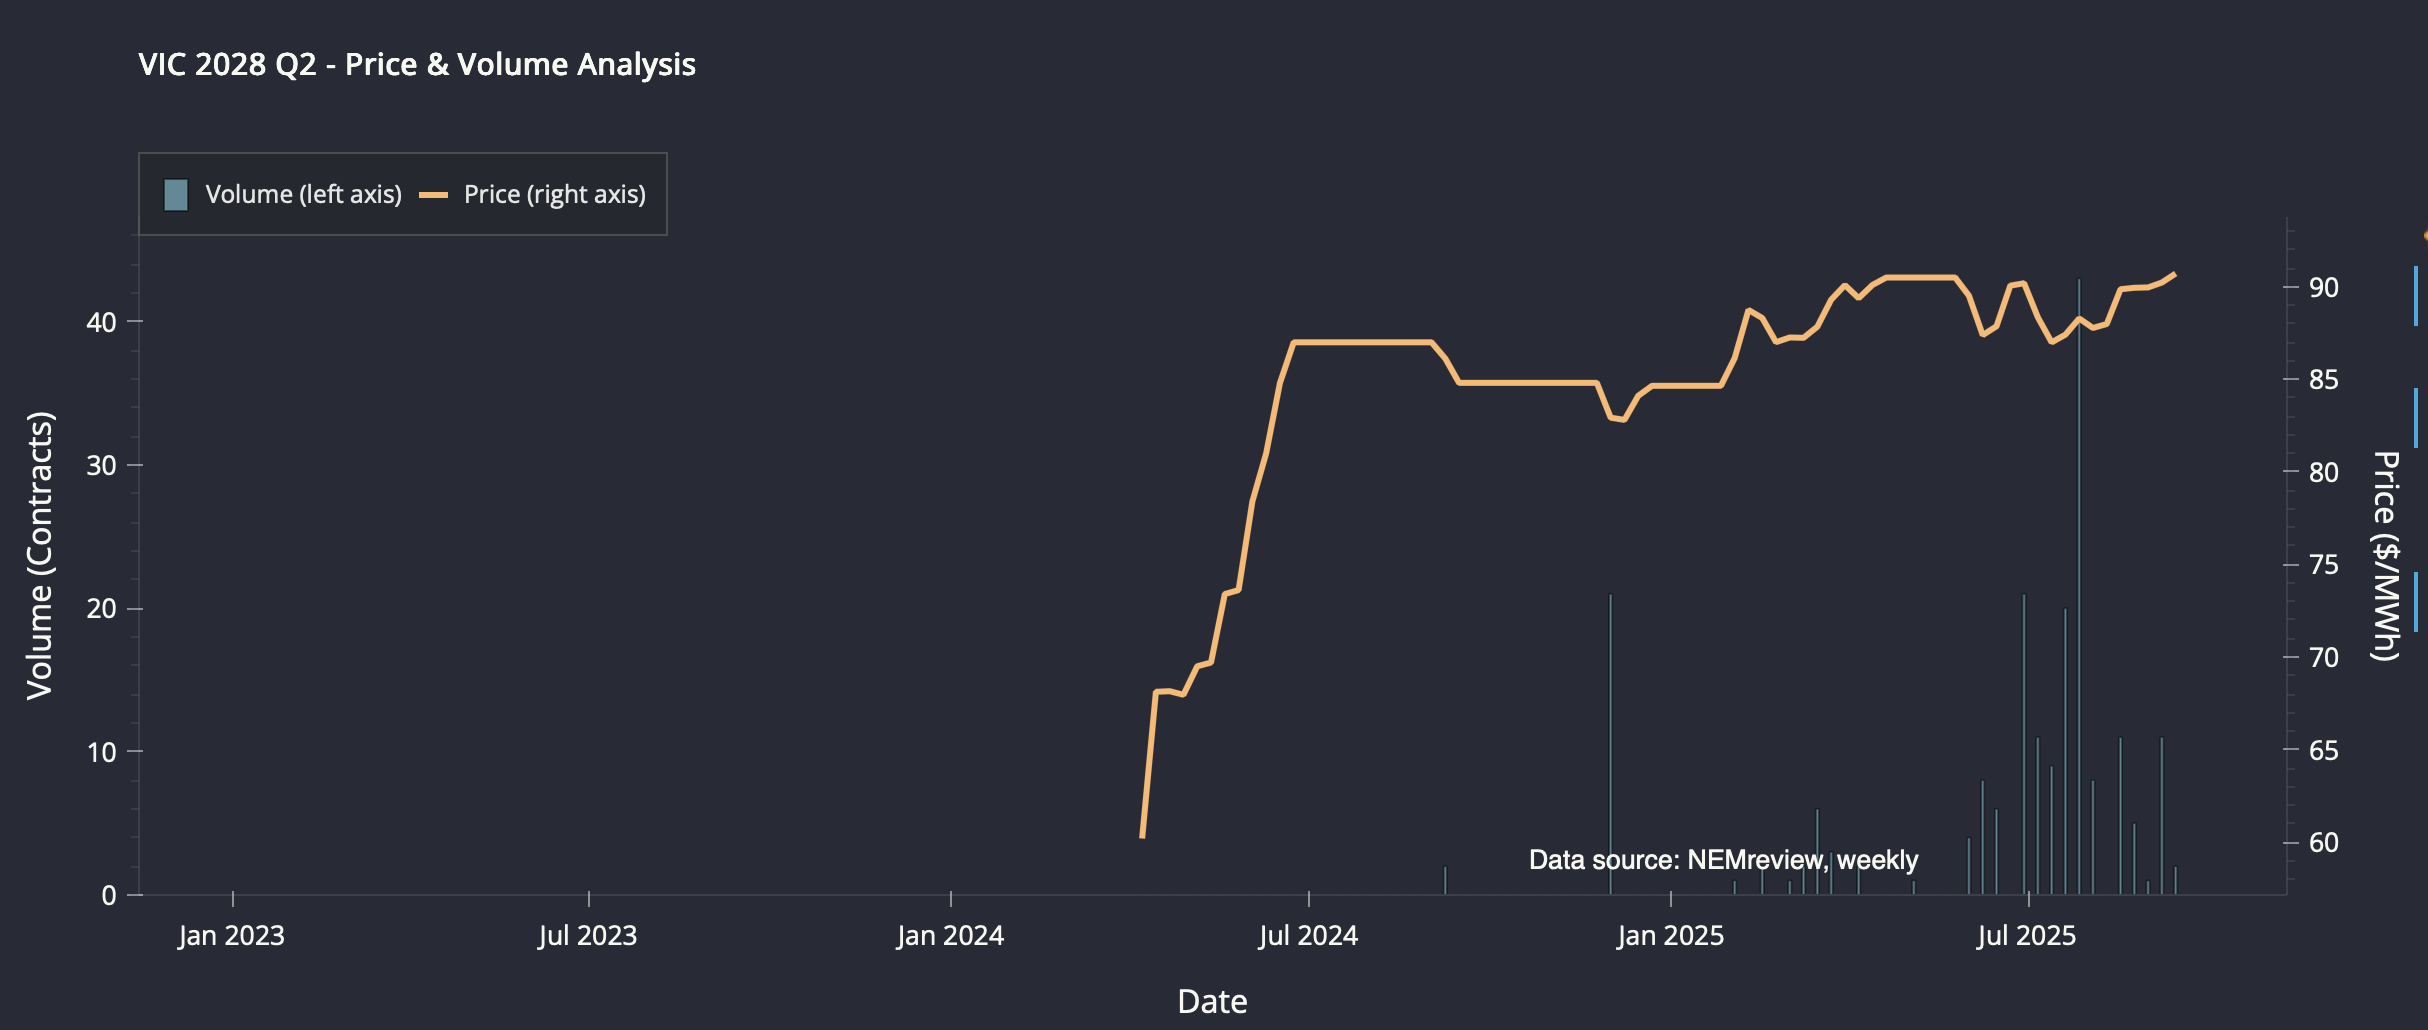 VIC 2028 Q2 - Price & Volume Analysis
Volume (left axis) Price (right axis)
Volume (Contracts)
40
30
20
10
0
90
85
80
75
70
65
60
Price ($/MWh)
Data source: NEMreview, weekly
Jan 2023 Jul 2023 Jan 2024 Jul 2024 Jan 2025 Jul 2025
Date